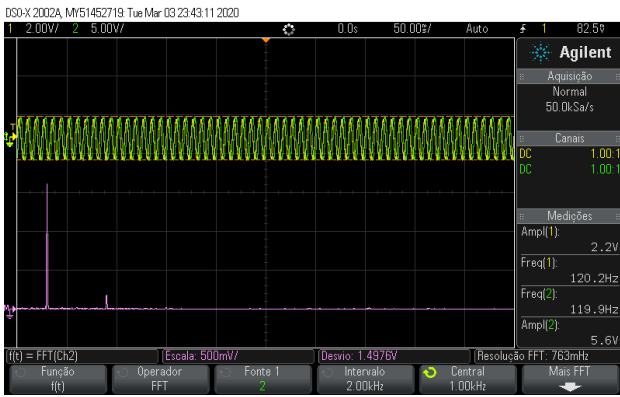 DSO-X 2002A, MY51452719: Tue Mar 03 23:43:11 2020
1 2.00V/ 2 5.00V/ 0.0s 50.00%/ Auto 1 82.5%
Agilent
Aquisição
Normal
50.0kSa/s
Canais
DC 1.00:1
DC 1.00:1
Medições
Ampl(1):
2.2V
Freq(1):
120.2Hz
Freq(2):
119.9Hz
Ampl(2):
5.6V
f(t) = FFT(Ch2) Escala: 500mV/ Desvio: 1.4976V Resolução FFT: 763mHz
Função Operador Fonte 1 Intervalo Central Mais FFT
f(t) FFT 2 2.00kHz 1.00kHz